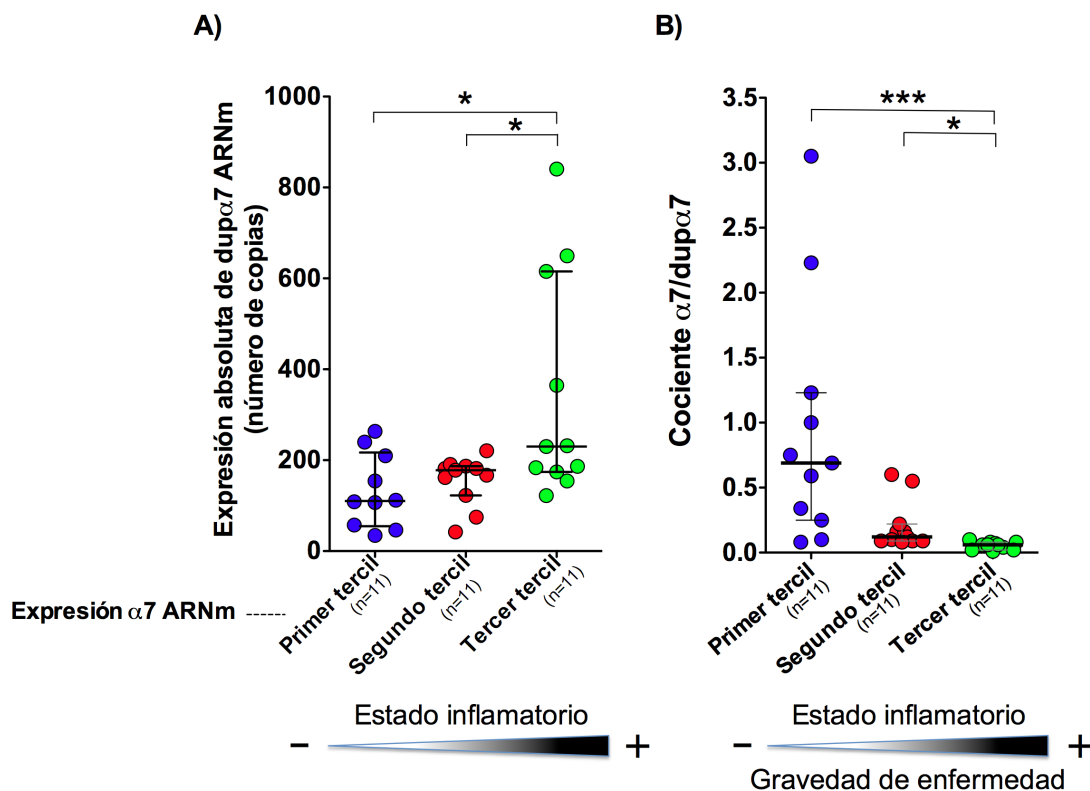 A)
Expresión absoluta de dupα7 ARNm
(número de copias)
1000
800
600
400
200
0
*
*
Expresión α7 ARNm
Primer tercil
(n=11)
Segundo tercil
(n=11)
Tercer tercil
(n=11)
Estado inflamatorio
− +
B)
Cociente α7/dupα7
3.5
3.0
2.5
2.0
1.5
1.0
0.5
0.0
***
*
Primer tercil
(n=11)
Segundo tercil
(n=11)
Tercer tercil
(n=11)
Estado inflamatorio
− +
Gravedad de enfermedad